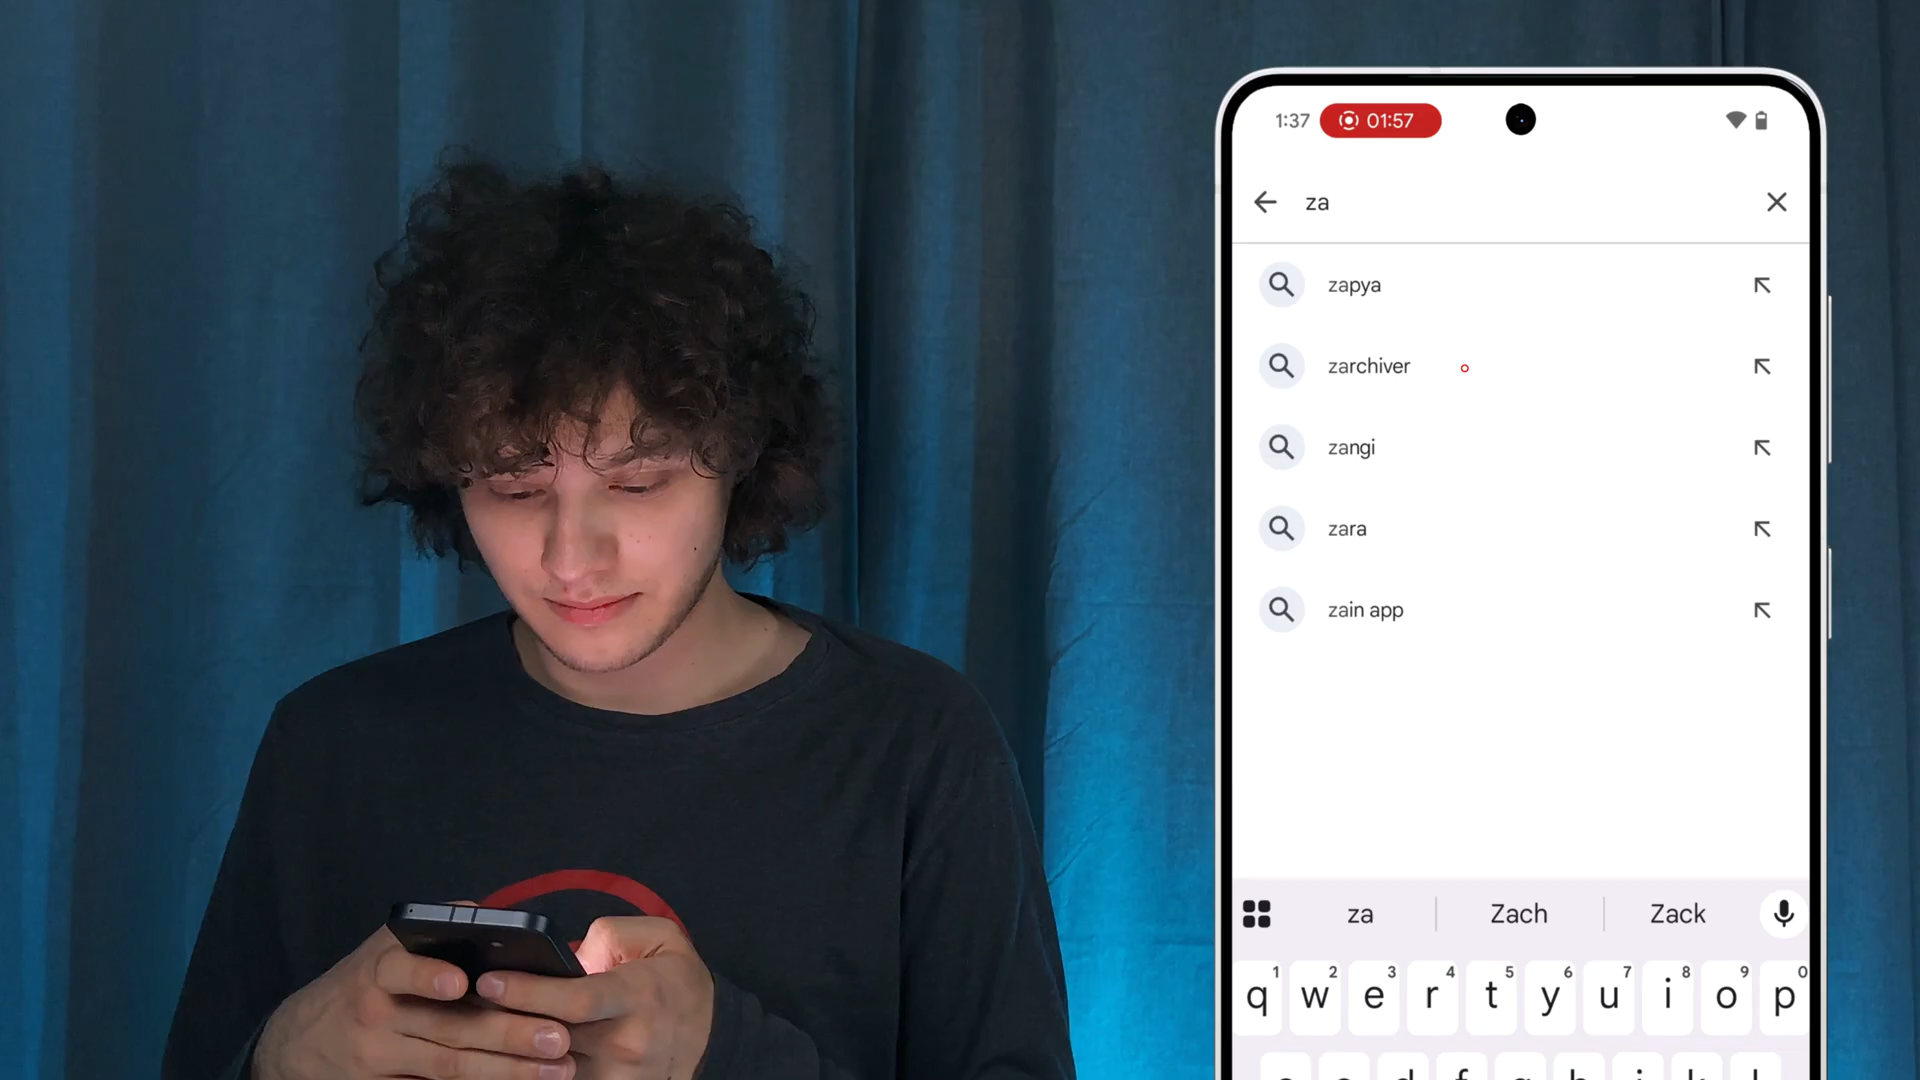 1:37 01:57
za
zapya
zarchiver
zangi
zara
zain app
za Zach Zack
1 2 3 4 5 6 7 8 9 0
q w e r t y u i o p